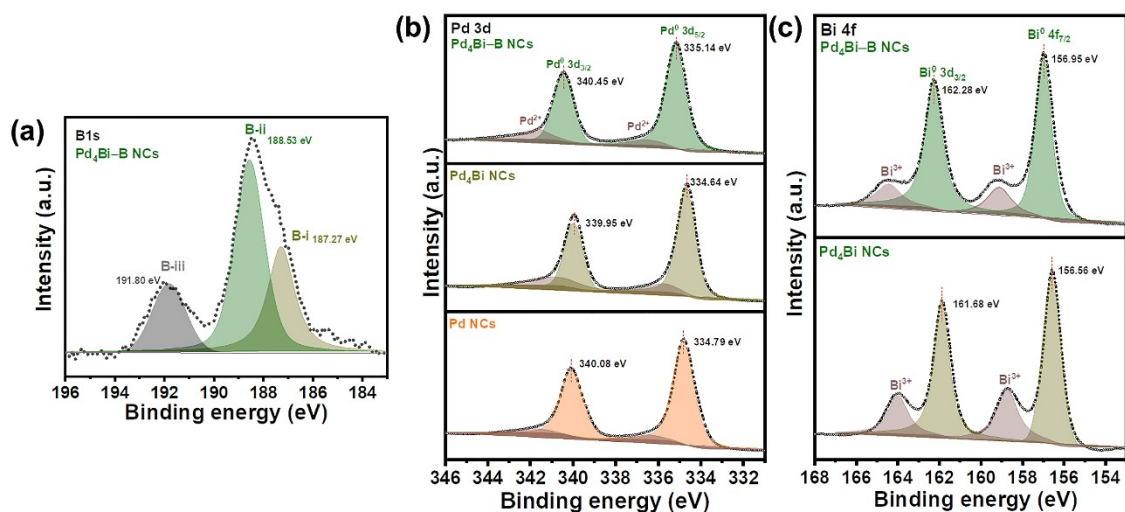 (a)
B1s
Pd₄Bi–B NCs
B-iii
191.80 eV
B-ii
188.53 eV
B-i 187.27 eV
Intensity (a.u.)
196 194 192 190 188 186 184
Binding energy (eV)
(b)
Pd 3d
Pd₄Bi–B NCs
Pd⁰ 3d₃/₂
340.45 eV
Pd⁰ 3d₅/₂
335.14 eV
Pd²⁺
Pd²⁺
Pd₄Bi NCs
339.95 eV
334.64 eV
Pd NCs
340.08 eV
334.79 eV
Intensity (a.u.)
346 344 342 340 338 336 334 332
Binding energy (eV)
(c)
Bi 4f
Pd₄Bi–B NCs
Bi⁰ 3d₃/₂
162.28 eV
Bi⁰ 4f₇/₂
156.95 eV
Bi³⁺
Bi³⁺
Pd₄Bi NCs
161.68 eV
156.56 eV
Bi³⁺
Bi³⁺
Intensity (a.u.)
168 166 164 162 160 158 156 154
Binding energy (eV)